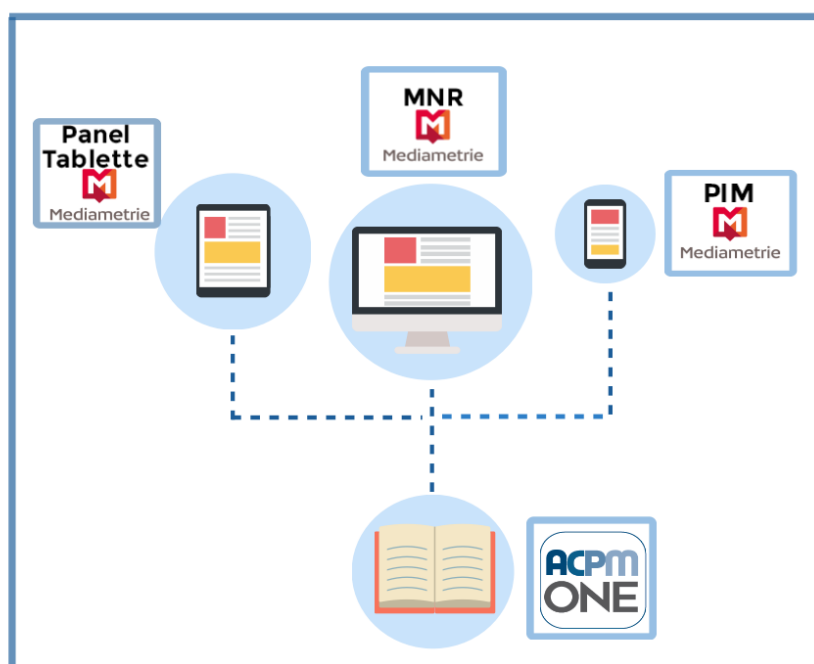 MNR
Mediametrie
Panel
Tablette
Mediametrie
PIM
Mediametrie
ACPM
ONE